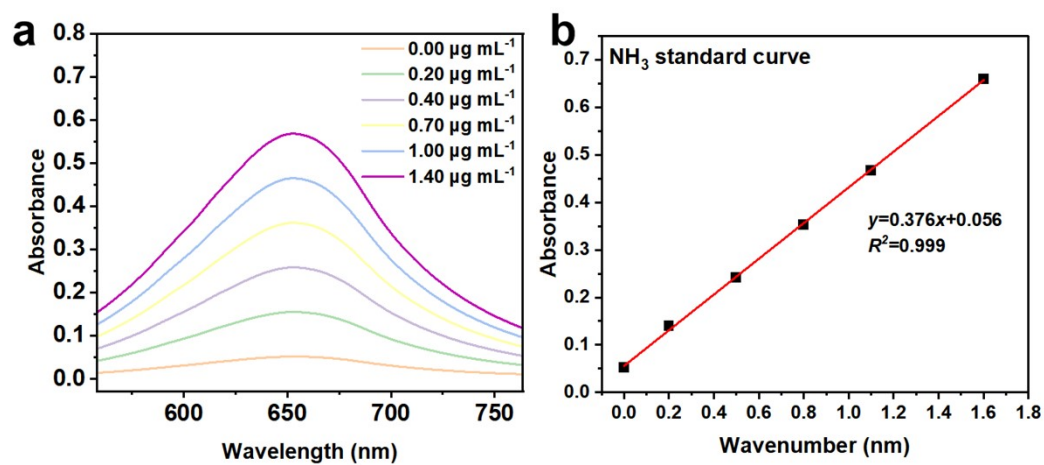 a
0.8
0.7
0.6
0.5
0.4
0.3
0.2
0.1
0.0
Absorbance
0.00 µg mL⁻¹
0.20 µg mL⁻¹
0.40 µg mL⁻¹
0.70 µg mL⁻¹
1.00 µg mL⁻¹
1.40 µg mL⁻¹
600 650 700 750
Wavelength (nm)
b
NH₃ standard curve
0.7
0.6
0.5
0.4
0.3
0.2
0.1
0.0
Absorbance
y=0.376x+0.056
R²=0.999
0.0 0.2 0.4 0.6 0.8 1.0 1.2 1.4 1.6 1.8
Wavenumber (nm)